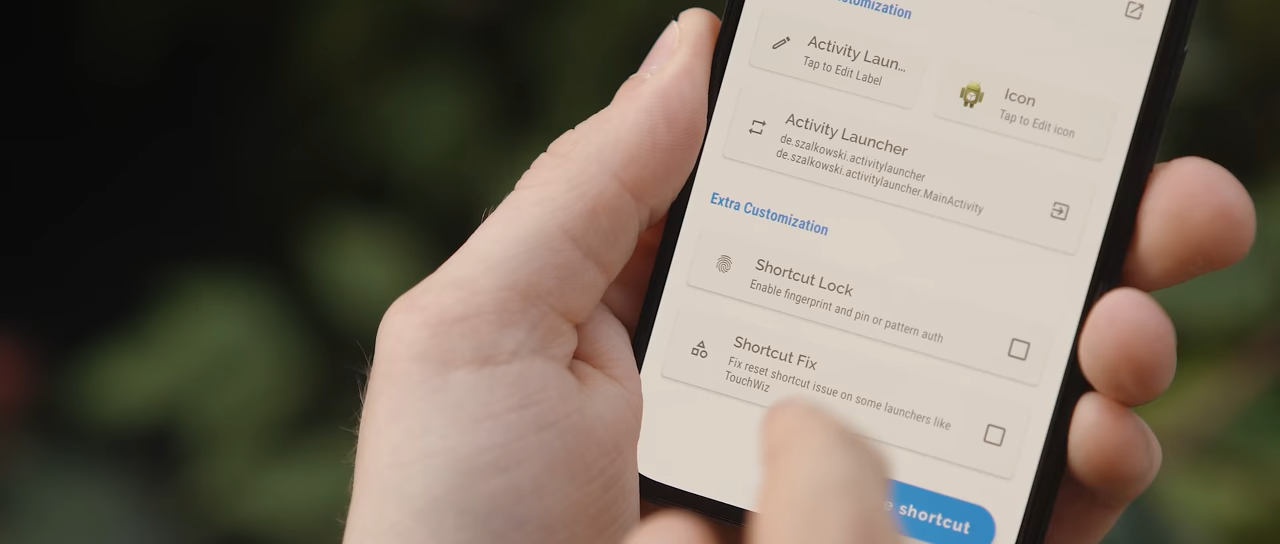 Activity Laun...
Tap to Edit Label
Icon
Tap to Edit icon
Activity Launcher
de.szalkowski.activitylauncher
de.szalkowski.activitylauncher.MainActivity
Extra Customization
Shortcut Lock
Enable fingerprint and pin or pattern auth
Shortcut Fix
Fix reset shortcut issue on some launchers like
TouchWiz
shortcut